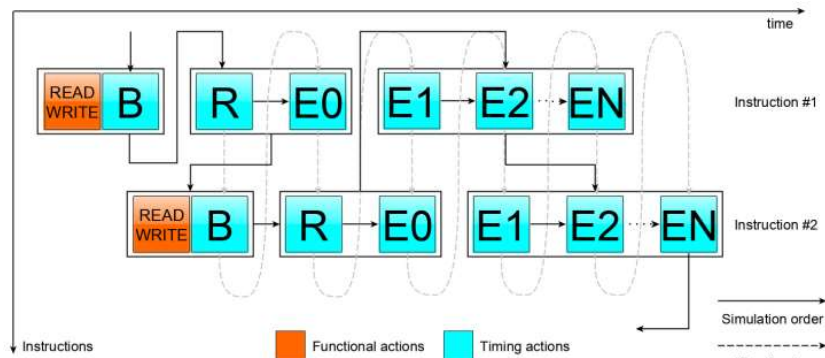 time
READ
WRITE
B
R
E0
E1
E2
EN
Instruction #1
READ
WRITE
B
R
E0
E1
E2
EN
Instruction #2
Simulation order
Instructions
Functional actions
Timing actions